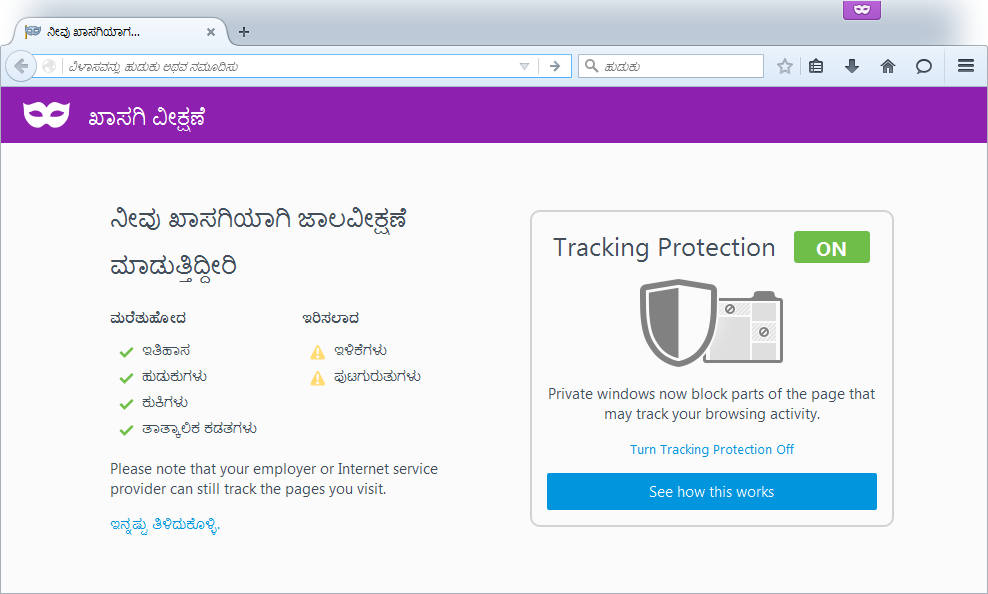 ನೀವು ಖಾಸಗಿಯಾಗ...
ವಿಳಾಸವನ್ನು ಹುಡುಕು ಅಥವ ನಮೂದಿಸು
ಹುಡುಕು
ಖಾಸಗಿ ವೀಕ್ಷಣೆ
ನೀವು ಖಾಸಗಿಯಾಗಿ ಜಾಲವೀಕ್ಷಣೆ
ಮಾಡುತ್ತಿದ್ದೀರಿ
ಮರೆತುಹೋದ
ಇತಿಹಾಸ
ಹುಡುಕುಗಳು
ಕುಕಿಗಳು
ತಾತ್ಕಾಲಿಕ ಕಡತಗಳು
ಇರಿಸಲಾದ
ಇಳಿಕೆಗಳು
ಪುಟಗುರುತುಗಳು
Please note that your employer or Internet service
provider can still track the pages you visit.
ಇನ್ನಷ್ಟು ತಿಳಿದುಕೊಳ್ಳಿ.
Tracking Protection ON
Private windows now block parts of the page that
may track your browsing activity.
Turn Tracking Protection Off
See how this works